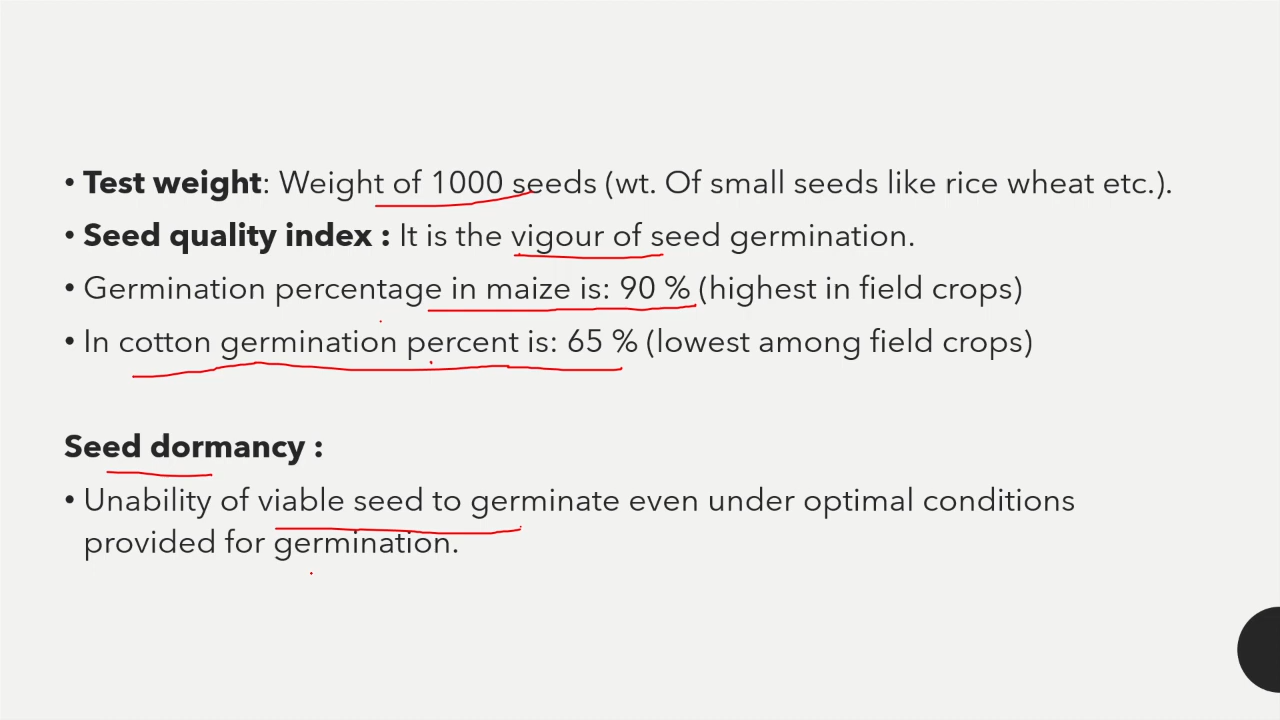 • Test weight: Weight of 1000 seeds (wt. Of small seeds like rice wheat etc.).
• Seed quality index : It is the vigour of seed germination.
• Germination percentage in maize is: 90 % (highest in field crops)
• In cotton germination percent is: 65 % (lowest among field crops)
Seed dormancy :
• Unability of viable seed to germinate even under optimal conditions
provided for germination.